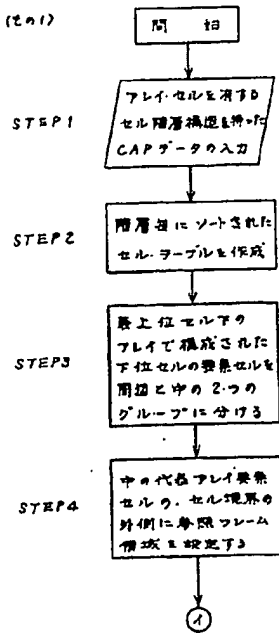 (その1)
開始
STEP1
アレイ・セルを有する
セル階層構造を持った
CAPデータの入力
STEP2
階層毎にソートされた
セル・テーブルを作成
STEP3
最上位セル下の
アレイで構成された
下位セルの要素セルを
周辺と中の2つの
グループに分ける
STEP4
中の代表アレイ要素
セルの、セル境界の
外側に参照フレーム
領域を設定する
イ